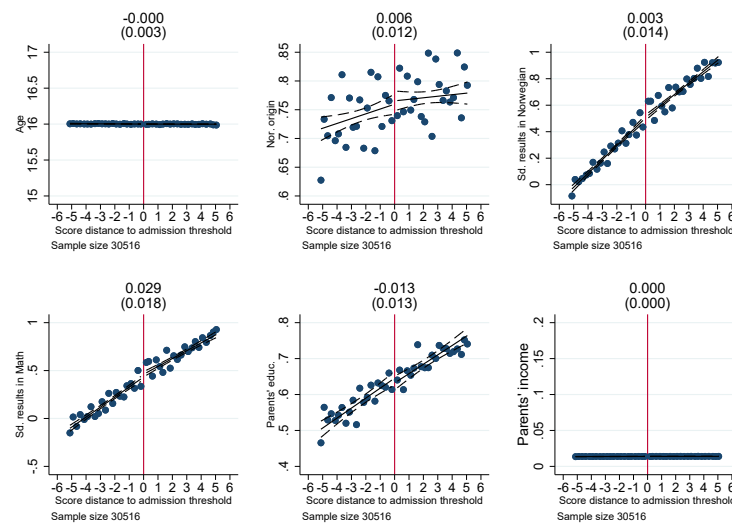 -0.000
(0.003)
17
16.5
16
15.5
15
Age
-6 -5 -4 -3 -2 -1 0 1 2 3 4 5 6
Score distance to admission threshold
Sample size 30516
0.006
(0.012)
.85
.8
.75
.7
.65
.6
Nor. origin
-6 -5 -4 -3 -2 -1 0 1 2 3 4 5 6
Score distance to admission threshold
Sample size 30516
0.003
(0.014)
1
.8
.6
.4
.2
0
Sd. results in Norwegian
-6 -5 -4 -3 -2 -1 0 1 2 3 4 5 6
Score distance to admission threshold
Sample size 30516
0.029
(0.018)
1
.5
0
-.5
Sd. results in Math
-6 -5 -4 -3 -2 -1 0 1 2 3 4 5 6
Score distance to admission threshold
Sample size 30516
-0.013
(0.013)
.8
.7
.6
.5
.4
Parents' educ.
-6 -5 -4 -3 -2 -1 0 1 2 3 4 5 6
Score distance to admission threshold
Sample size 30516
0.000
(0.000)
.2
.15
.1
.05
0
Parents' income
-6 -5 -4 -3 -2 -1 0 1 2 3 4 5 6
Score distance to admission threshold
Sample size 30516